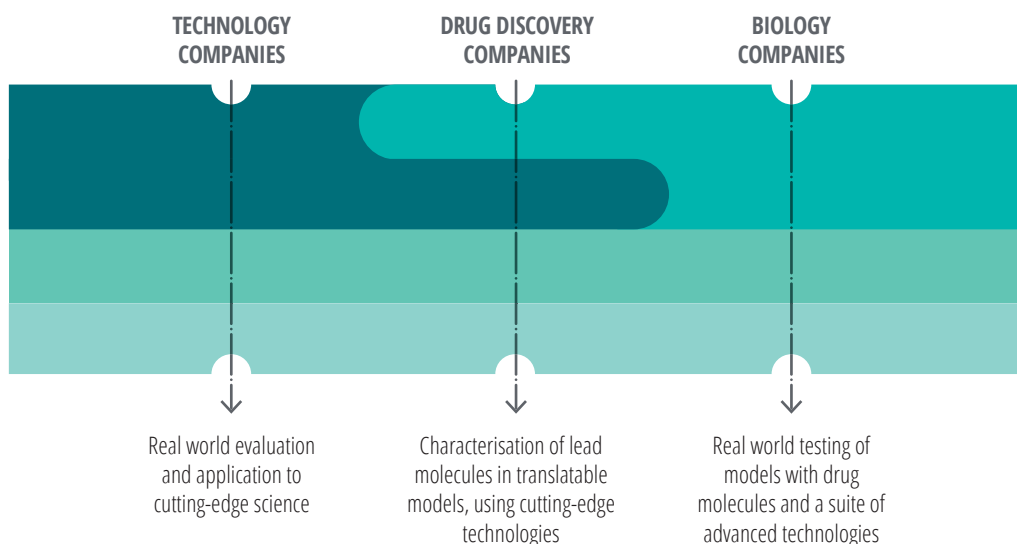 TECHNOLOGY
COMPANIES
DRUG DISCOVERY
COMPANIES
BIOLOGY
COMPANIES
Real world evaluation
and application to
cutting-edge science
Characterisation of lead
molecules in translatable
models, using cutting-edge
technologies
Real world testing of
models with drug
molecules and a suite of
advanced technologies